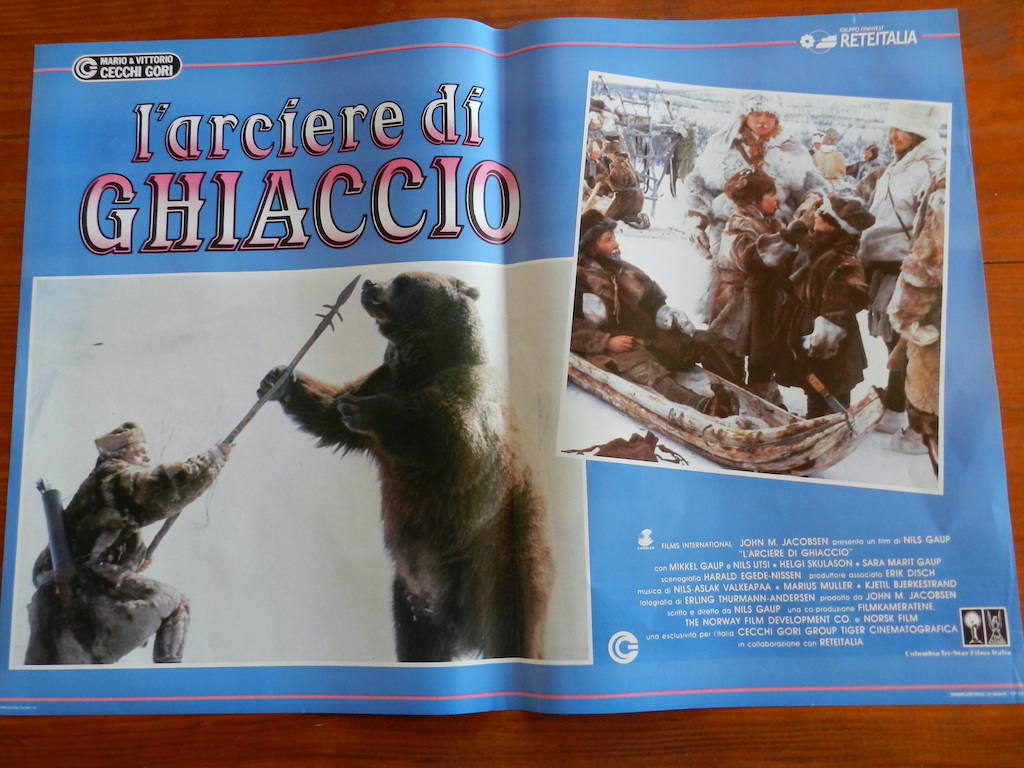 MARIO & VITTORIO
CECCHI GORI
GRUPPO FININVEST
RETEITALIA
l'arciere di
GHIACCIO
FILMS INTERNATIONAL JOHN M. JACOBSEN presenta un film di NILS GAUP
"L'ARCIERE DI GHIACCIO"
con MIKKEL GAUP e NILS UTSI • HELGI SKULASON • SARA MARIT GAUP
scenografia HARALD EGEDE-NISSEN produttore associato ERIK DISCH
musica di NILS-ASLAK VALKEAPAA • MARIUS MULLER • KJETIL BJERKESTRAND
fotografia di ERLING THURMANN-ANDERSEN prodotto da JOHN M. JACOBSEN
scritto e diretto da NILS GAUP una co-produzione FILMKAMERATENE,
THE NORWAY FILM DEVELOPMENT CO. e NORSK FILM
una esclusività per l'Italia CECCHI GORI GROUP TIGER CINEMATOGRAFICA
in collaborazione con RETEITALIA
Columbia Tri-Star Films Italia